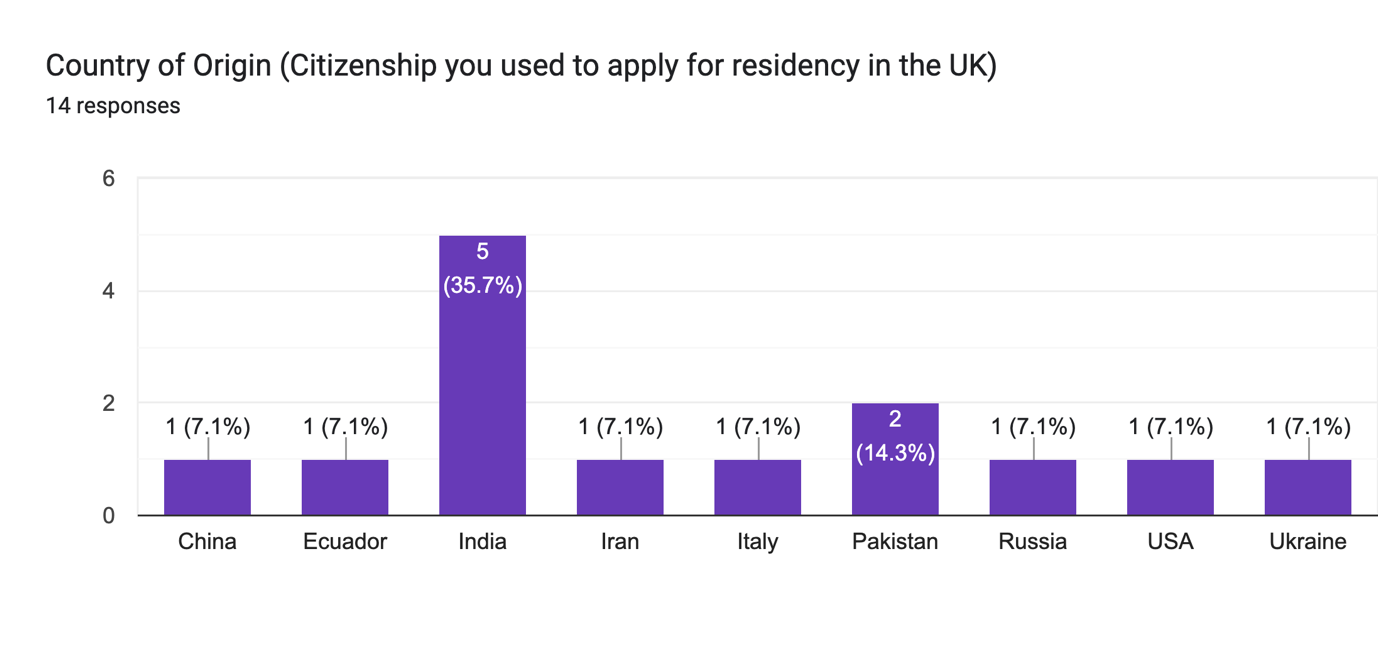 Country of Origin (Citizenship you used to apply for residency in the UK)
14 responses
6
4
2
0
1 (7.1%)
1 (7.1%)
5
(35.7%)
1 (7.1%)
1 (7.1%)
2
(14.3%)
1 (7.1%)
1 (7.1%)
1 (7.1%)
China
Ecuador
India
Iran
Italy
Pakistan
Russia
USA
Ukraine